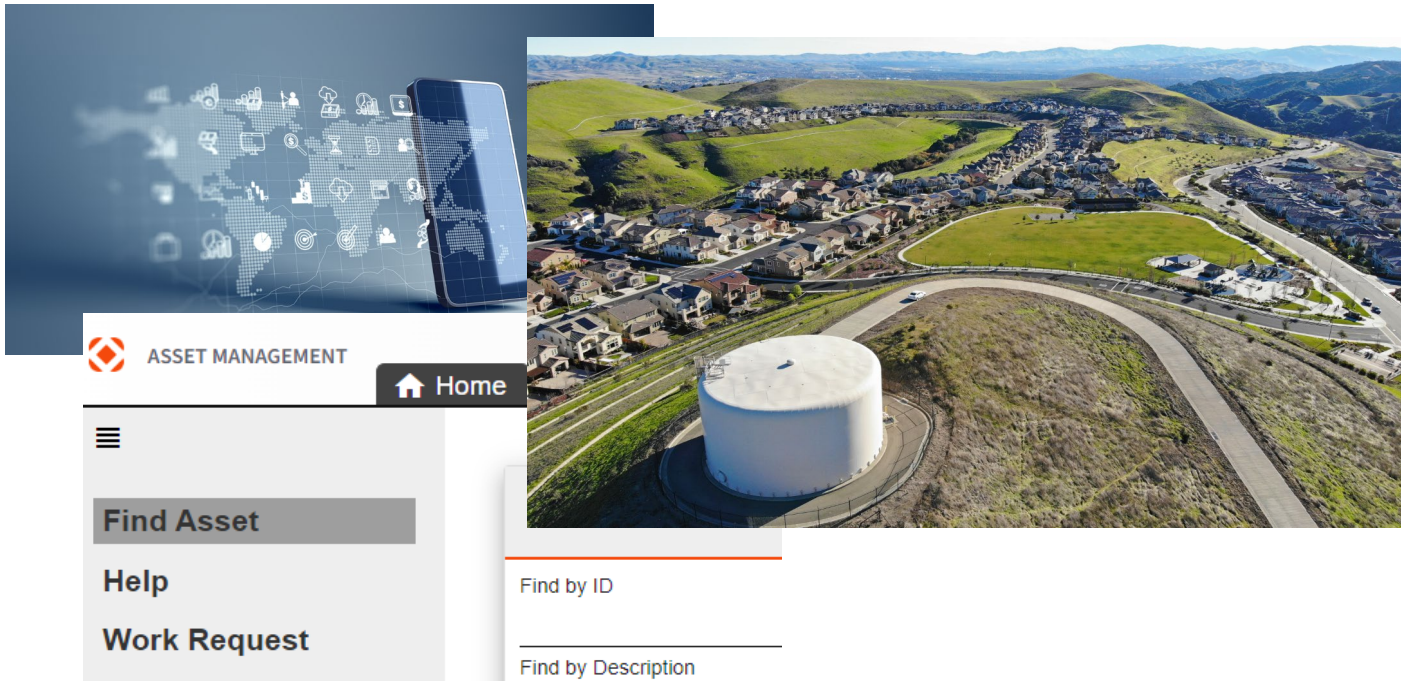 ASSET MANAGEMENT
Home
Find Asset
Help
Work Request
Find by ID
Find by Description